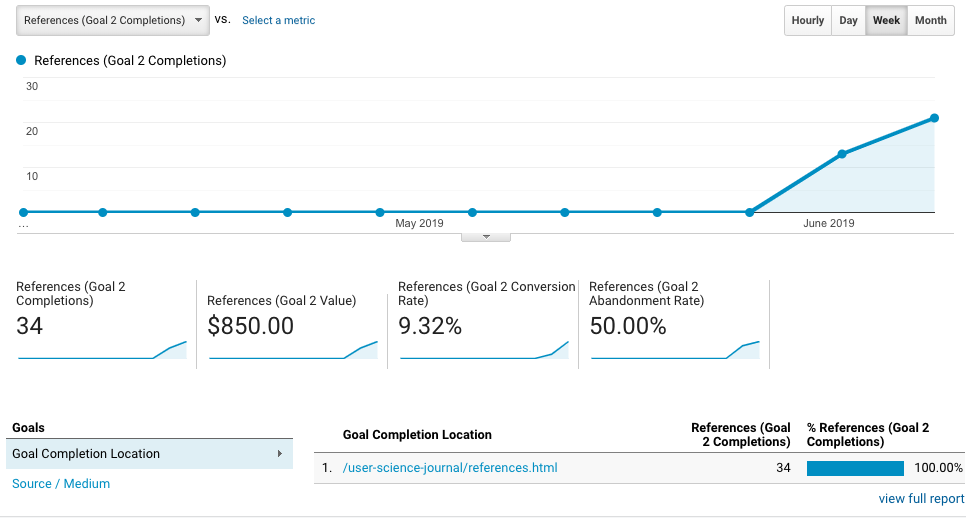 References (Goal 2 Completions) vs. Select a metric
Hourly Day Week Month
References (Goal 2 Completions)
30
20
10
... May 2019 June 2019
References (Goal 2
Completions)
34
References (Goal 2 Value)
$850.00
References (Goal 2 Conversion
Rate)
9.32%
References (Goal 2
Abandonment Rate)
50.00%
Goals
Goal Completion Location
Source / Medium
Goal Completion Location
References (Goal
2 Completions)
% References (Goal 2
Completions)
1. /user-science-journal/references.html 34 100.00%
view full report